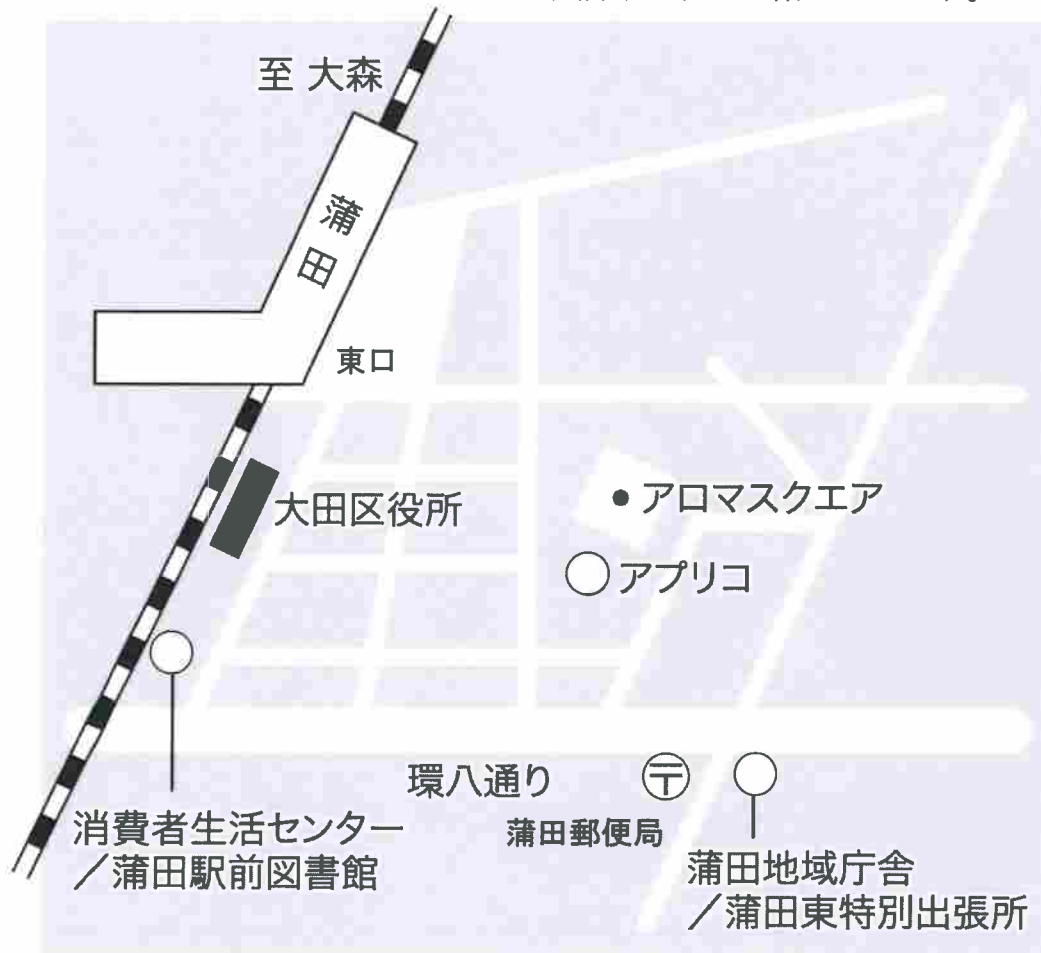 至 大森
蒲田
東口
大田区役所
アロマスクエア
アプリコ
環八通り
〒
蒲田郵便局
消費者生活センター
／蒲田駅前図書館
蒲田地域庁舎
／蒲田東特別出張所